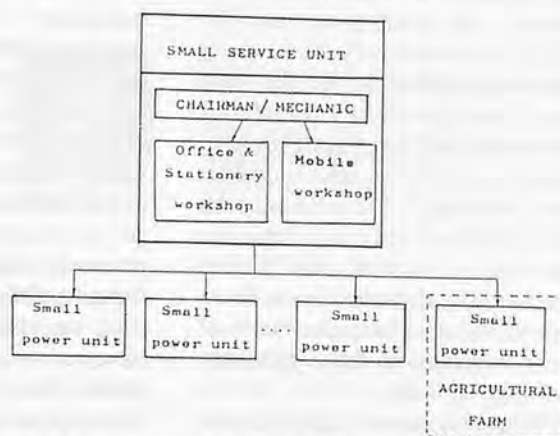 SMALL SERVICE UNIT
CHAIRMAN / MECHANIC
Office &
Stationary
workshop
Mobile
workshop
Small
power unit
Small
power unit
....
Small
power unit
Small
power unit
AGRICULTURAL
FARM